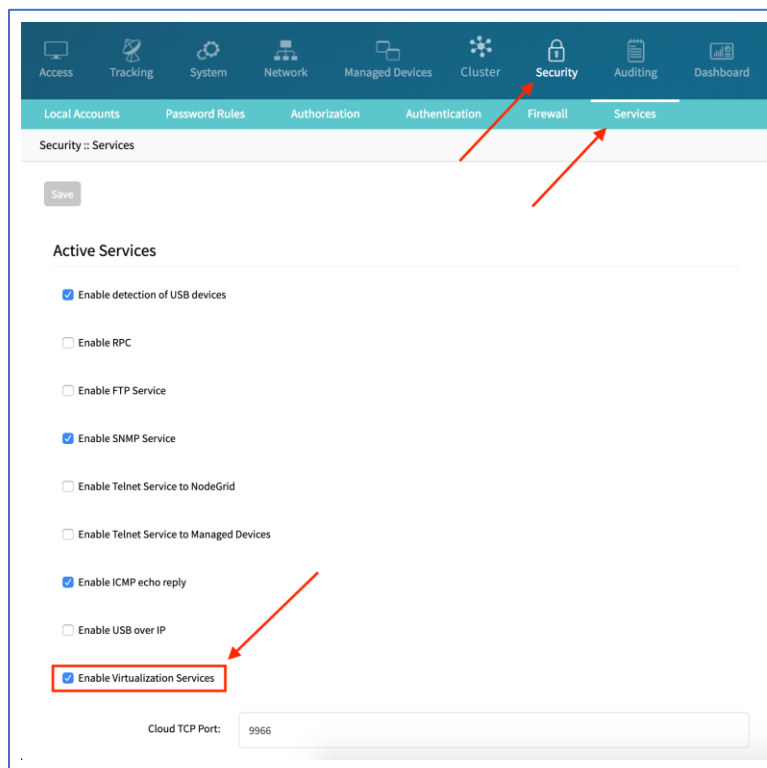 Access Tracking System Network Managed Devices Cluster Security Auditing Dashboard
Local Accounts Password Rules Authorization Authentication Firewall Services
Security :: Services
Save
Active Services
Enable detection of USB devices
Enable RPC
Enable FTP Service
Enable SNMP Service
Enable Telnet Service to NodeGrid
Enable Telnet Service to Managed Devices
Enable ICMP echo reply
Enable USB over IP
Enable Virtualization Services
Cloud TCP Port: 9966